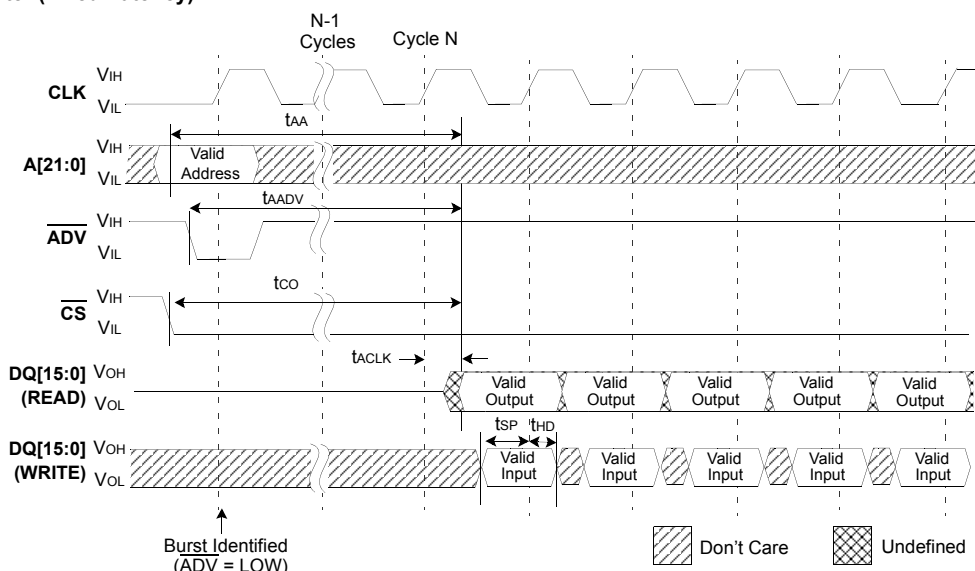 N-1
Cycles
Cycle N
CLK
VIH
VIL
tAA
A[21:0]
VIH
VIL
Valid
Address
tAADV
ADV
VIH
VIL
tCO
CS
VIH
VIL
tACLK
DQ[15:0]
(READ)
VOH
VOL
Valid
Output
Valid
Output
Valid
Output
Valid
Output
Valid
Output
tSP
tHD
DQ[15:0]
(WRITE)
VOH
VOL
Valid
Input
Valid
Input
Valid
Input
Valid
Input
Valid
Input
Burst Identified
(ADV = LOW)
Don't Care
Undefined